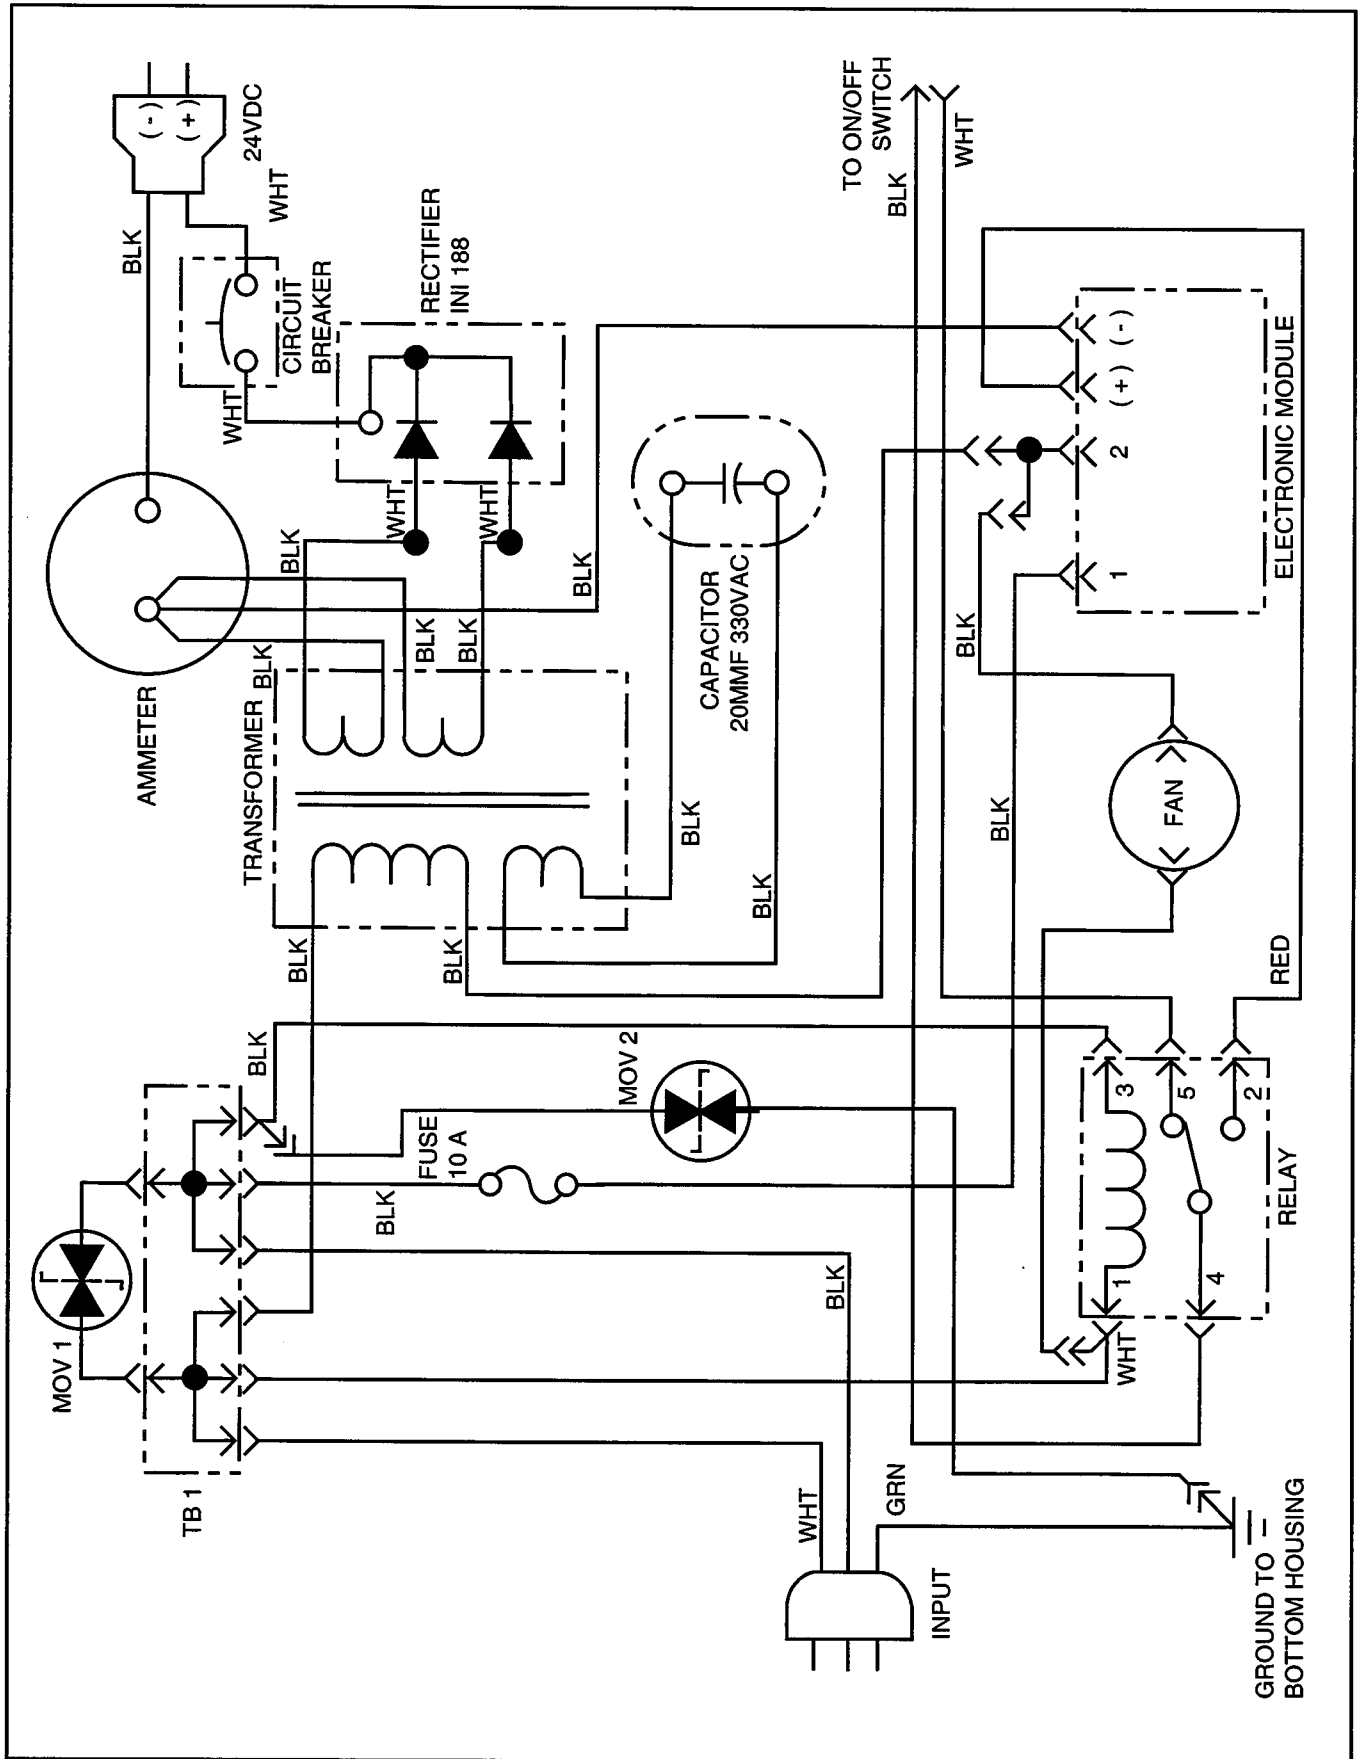 (-)
(+)
24VDC
WHT
BLK
CIRCUIT
BREAKER
WHT
RECTIFIER
INI 188
WHT
WHT
BLK
AMMETER
BLK
BLK
BLK
BLK
TRANSFORMER
CAPACITOR
20MMF 330VAC
BLK
BLK
BLK
BLK
TO ON/OFF
SWITCH
BLK
WHT
(-)
(+)
2
1
ELECTRONIC MODULE
BLK
BLK
FAN
RED
MOV 1
TB 1
BLK
BLK
FUSE
10 A
MOV 2
BLK
3
5
2
1
4
RELAY
WHT
WHT
GRN
INPUT
GROUND TO
BOTTOM HOUSING